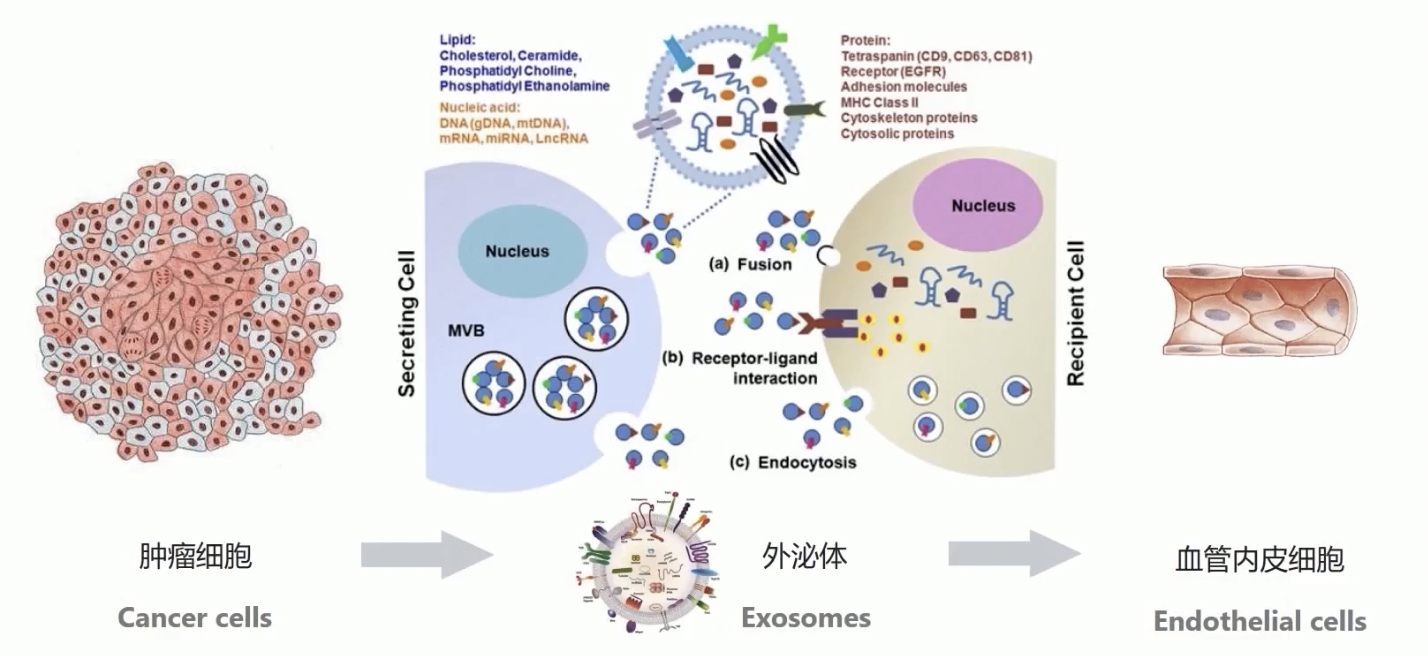 Lipid:
Cholesterol, Ceramide,
Phosphatidyl Choline,
Phosphatidyl Ethanolamine
Nucleic acid:
DNA (gDNA, mtDNA),
mRNA, miRNA, LncRNA
Protein:
Tetraspanin (CD9, CD63, CD81)
Receptor (EGFR)
Adhesion molecules
MHC Class II
Cytoskeleton proteins
Cytosolic proteins
Secreting Cell
Nucleus
MVB
(a) Fusion
(b) Receptor-ligand
interaction
(c) Endocytosis
Nucleus
Recipient Cell
肿瘤细胞
Cancer cells
外泌体
Exosomes
血管内皮细胞
Endothelial cells